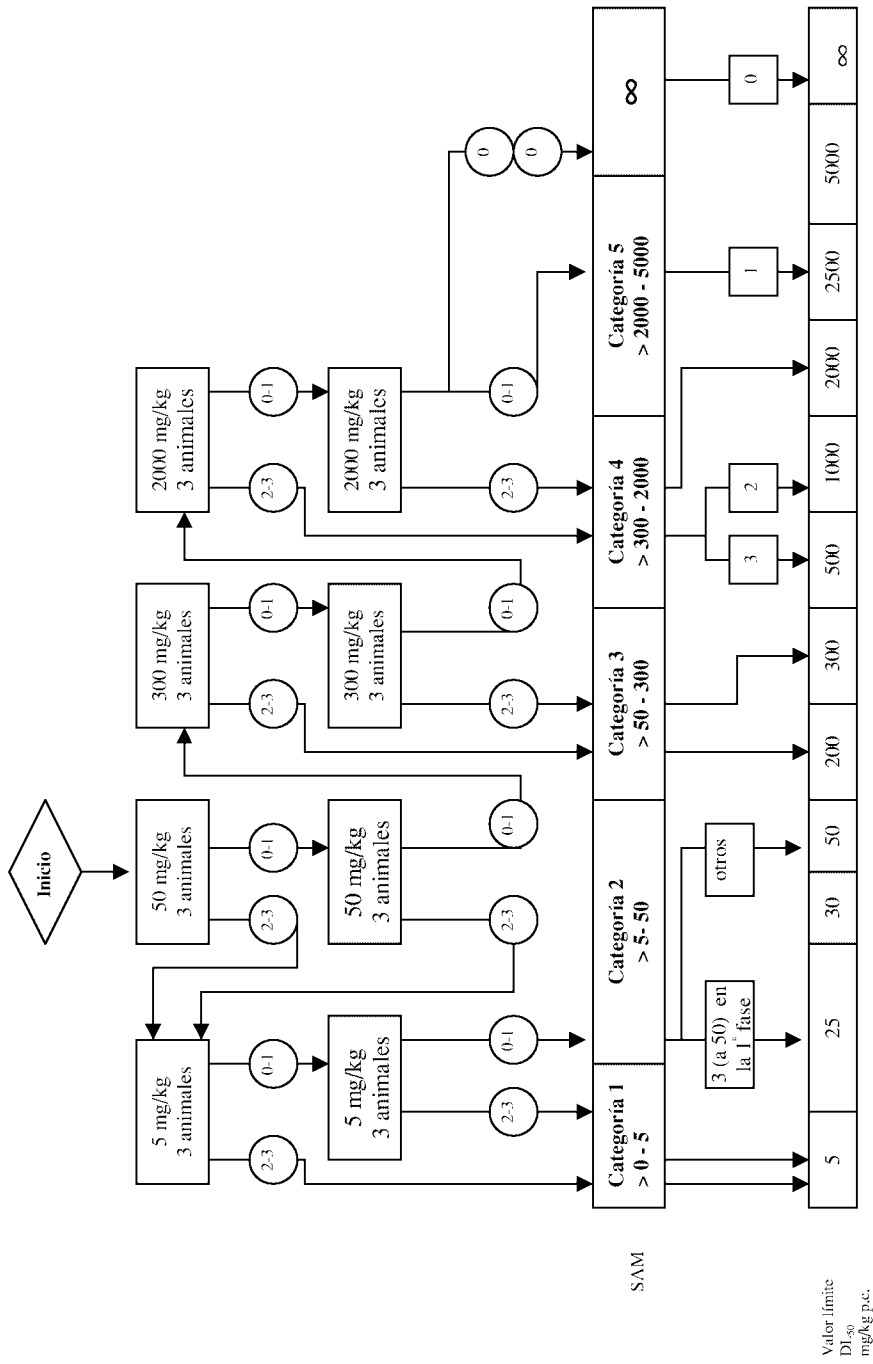 Inicio
5 mg/kg
3 animales
50 mg/kg
3 animales
300 mg/kg
3 animales
2000 mg/kg
3 animales
2-3
0-1
2-3
0-1
2-3
0-1
2-3
0-1
5 mg/kg
3 animales
50 mg/kg
3 animales
300 mg/kg
3 animales
2000 mg/kg
3 animales
2-3
0-1
2-3
0-1
2-3
0-1
2-3
0-1
0
0
SAM
Categoría 1
> 0 - 5
Categoría 2
> 5- 50
Categoría 3
> 50 - 300
Categoría 4
> 300 - 2000
Categoría 5
> 2000 - 5000
∞
3 (a 50) en
la 1ª fase
otros
3
2
1
0
Valor límite
DL50
mg/kg p.c.
5
25
30
50
200
300
500
1000
2000
2500
5000
∞